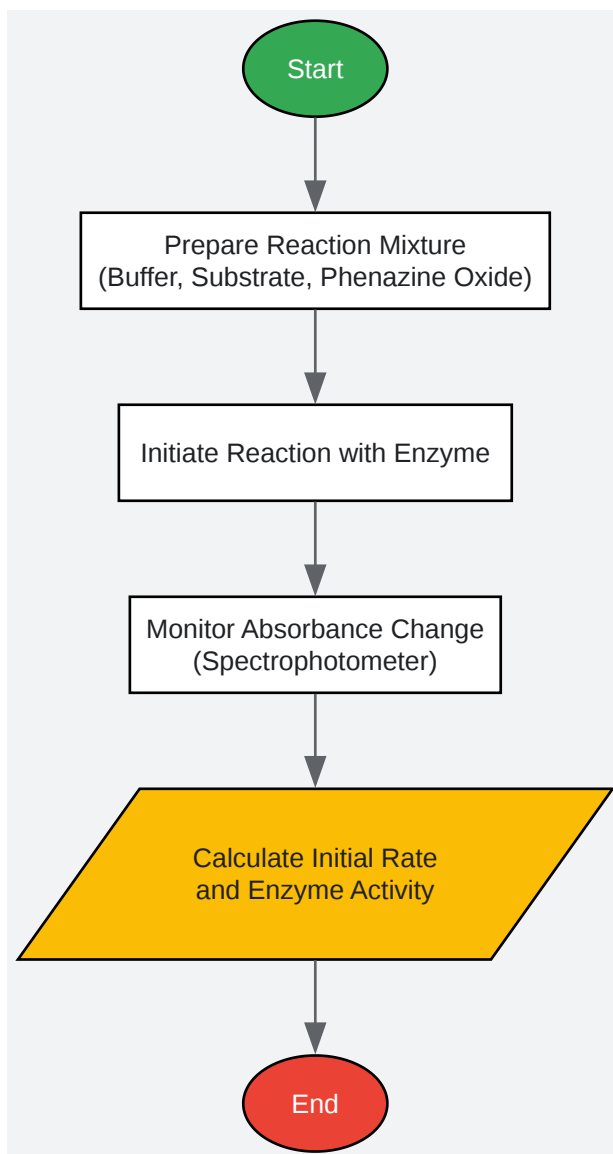 Start
Prepare Reaction Mixture
(Buffer, Substrate, Phenazine Oxide)
Initiate Reaction with Enzyme
Monitor Absorbance Change
(Spectrophotometer)
Calculate Initial Rate
and Enzyme Activity
End